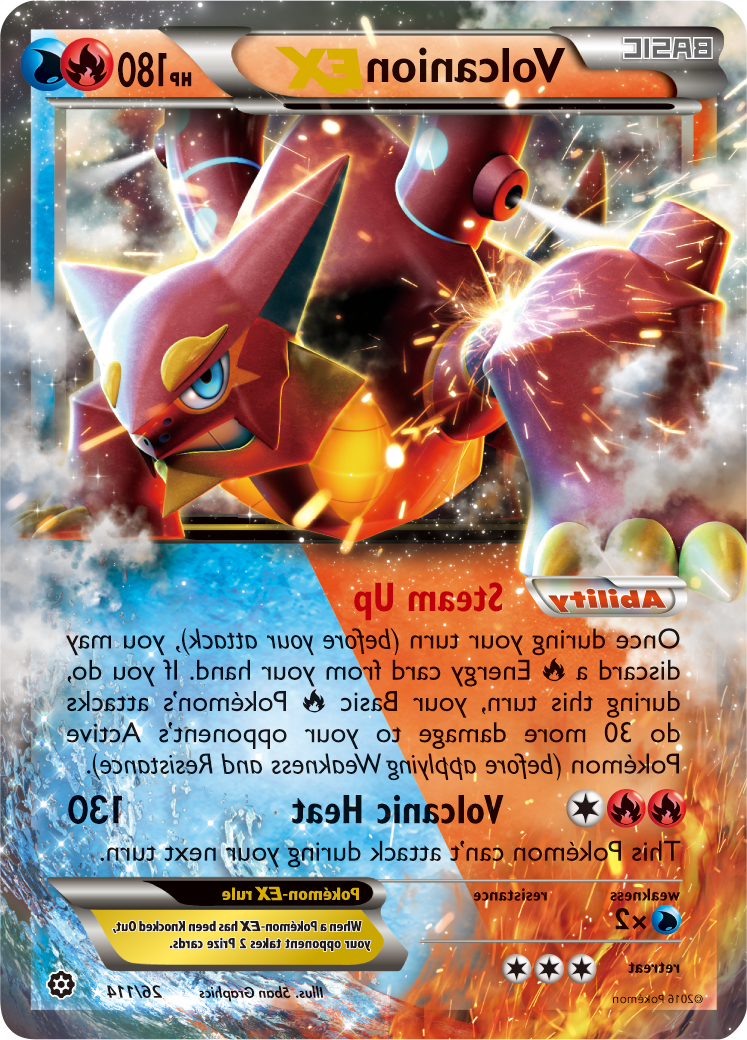 BASIC
Volcanion EX HP180
Ability Steam Up
Once during your turn (before your attack), you may
discard a Energy card from your hand. If you do,
during this turn, your Basic Pokémon's attacks
do 30 more damage to your opponent's Active
Pokémon (before applying Weakness and Resistance).
Volcanic Heat 130
This Pokémon can't attack during your next turn.
weakness resistance
×2
retreat
Pokémon-EX rule
When a Pokémon-EX has been Knocked Out,
your opponent takes 2 Prize cards.
©2016 Pokémon
Illus. 5ban Graphics 26/114